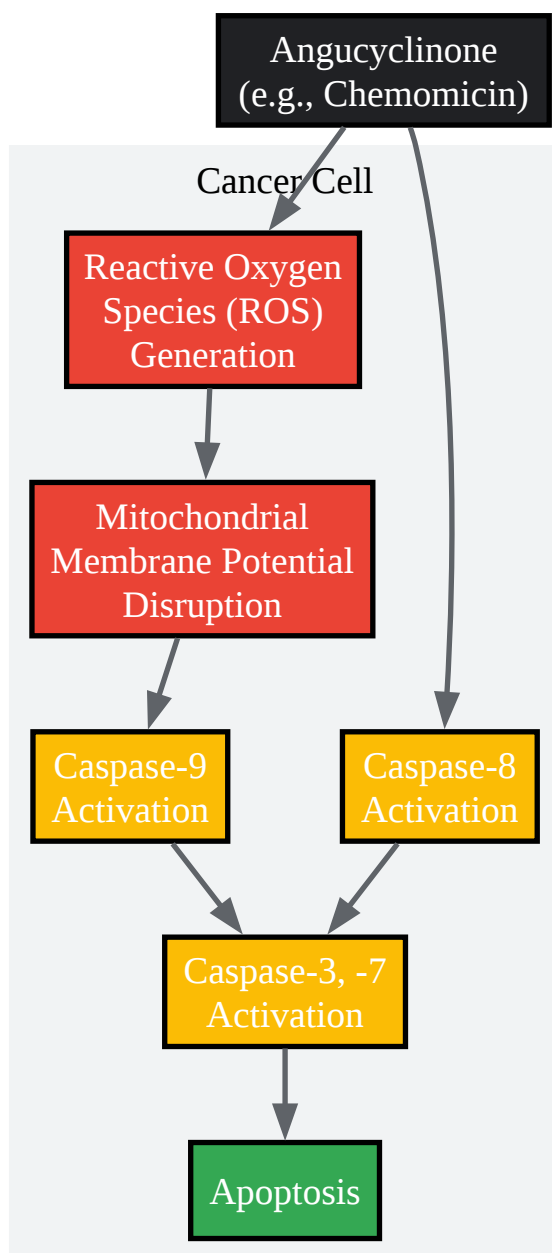 Angucyclinone
(e.g., Chemomicin)
Cancer Cell
Reactive Oxygen
Species (ROS)
Generation
Mitochondrial
Membrane Potential
Disruption
Caspase-9
Activation
Caspase-8
Activation
Caspase-3, -7
Activation
Apoptosis